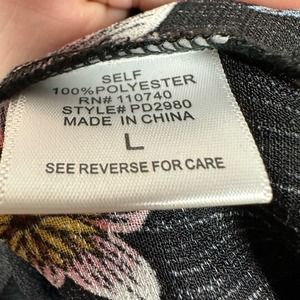 SELF
100%POLYESTER
RN# 110740
STYLE# PD2980
MADE IN CHINA
L
SEE REVERSE FOR CARE